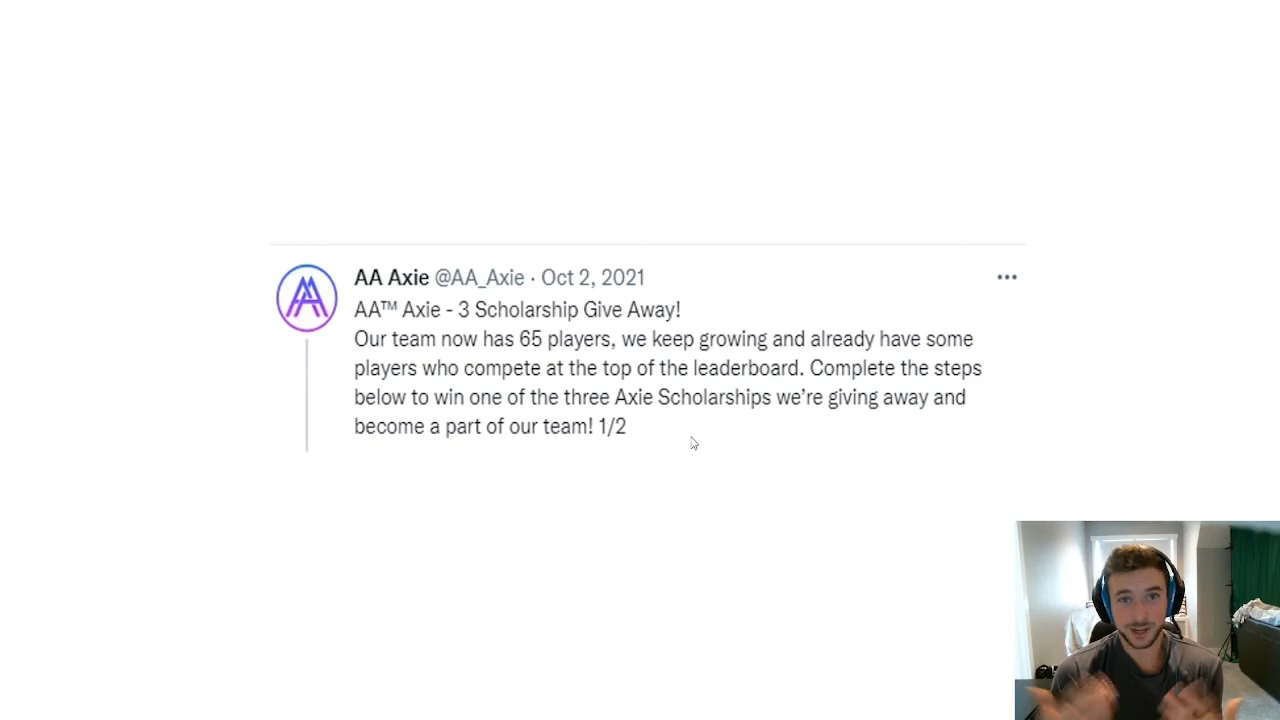 AA Axie @AA_Axie · Oct 2, 2021
AA™ Axie - 3 Scholarship Give Away!
Our team now has 65 players, we keep growing and already have some
players who compete at the top of the leaderboard. Complete the steps
below to win one of the three Axie Scholarships we’re giving away and
become a part of our team! 1/2